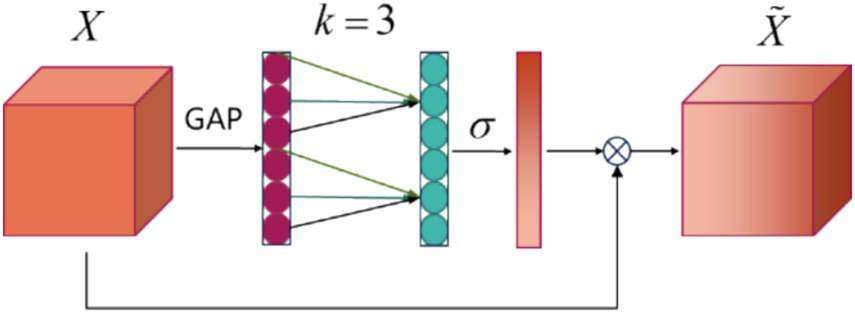 X
k = 3
X̃
GAP
σ